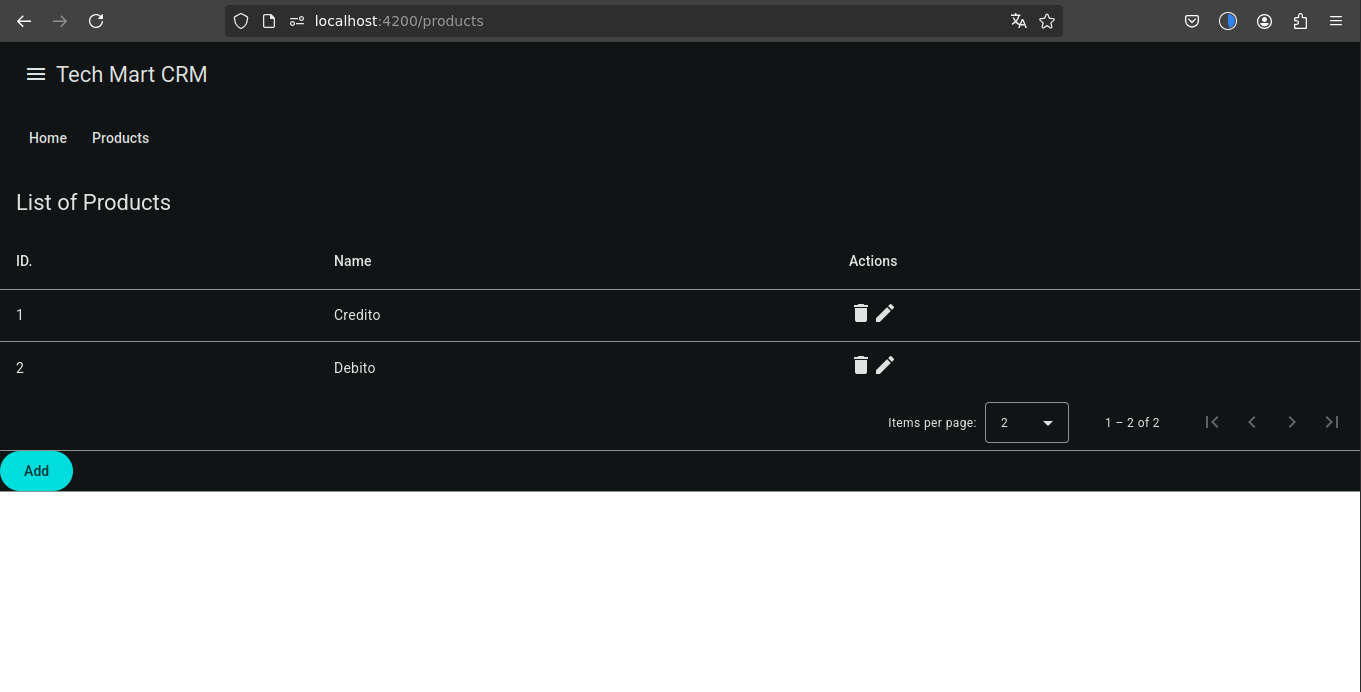 localhost:4200/products
Tech Mart CRM
Home Products
List of Products
ID. Name Actions
1 Credito
2 Debito
Items per page: 2 1 – 2 of 2
Add